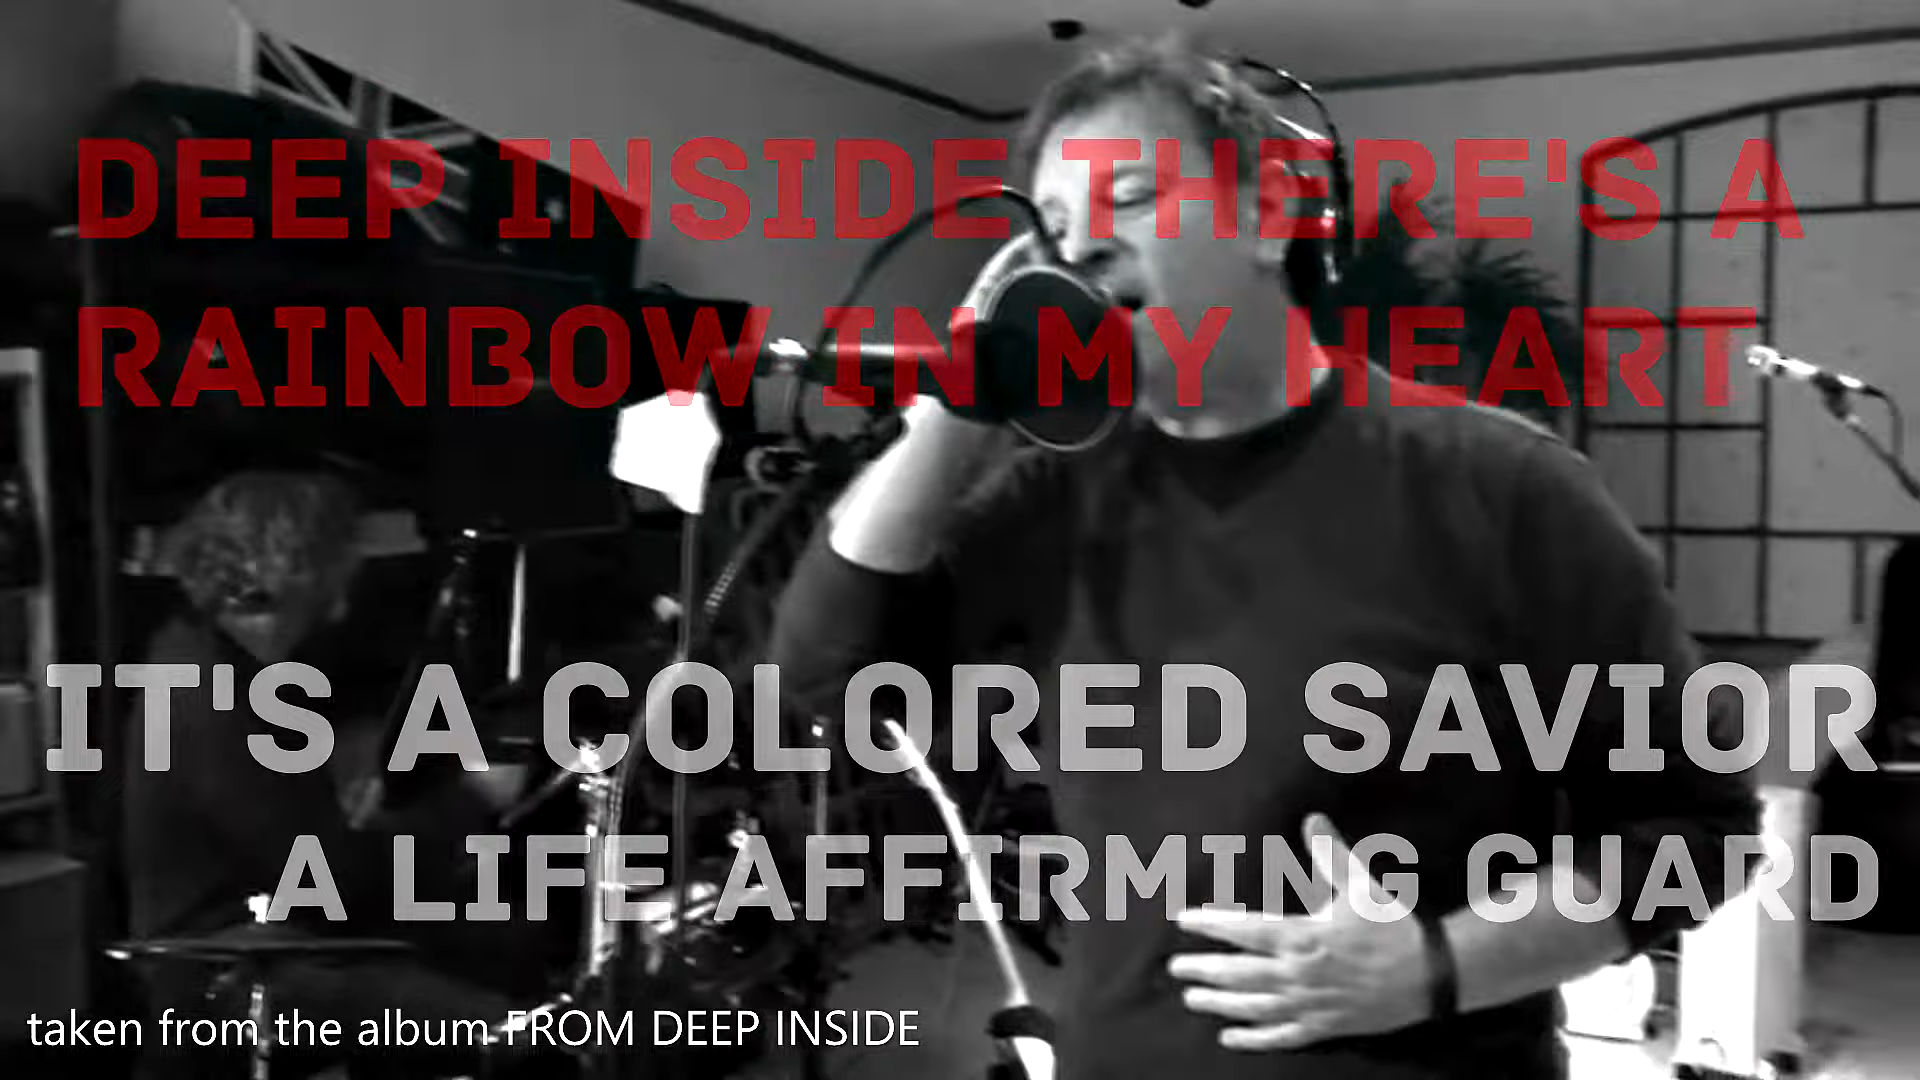 DEEP INSIDE THERE'S A
RAINBOW IN MY HEART
IT'S A COLORED SAVIOR
A LIFE AFFIRMING GUARD
taken from the album FROM DEEP INSIDE